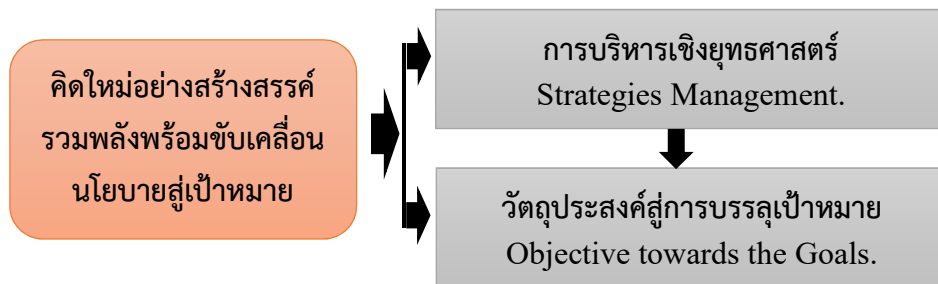 คิดใหม่อย่างสร้างสรรค์
รวมพลังพร้อมขับเคลื่อน
นโยบายสู่เป้าหมาย
การบริหารเชิงยุทธศาสตร์
Strategies Management.
วัตถุประสงค์สู่การบรรลุเป้าหมาย
Objective towards the Goals.